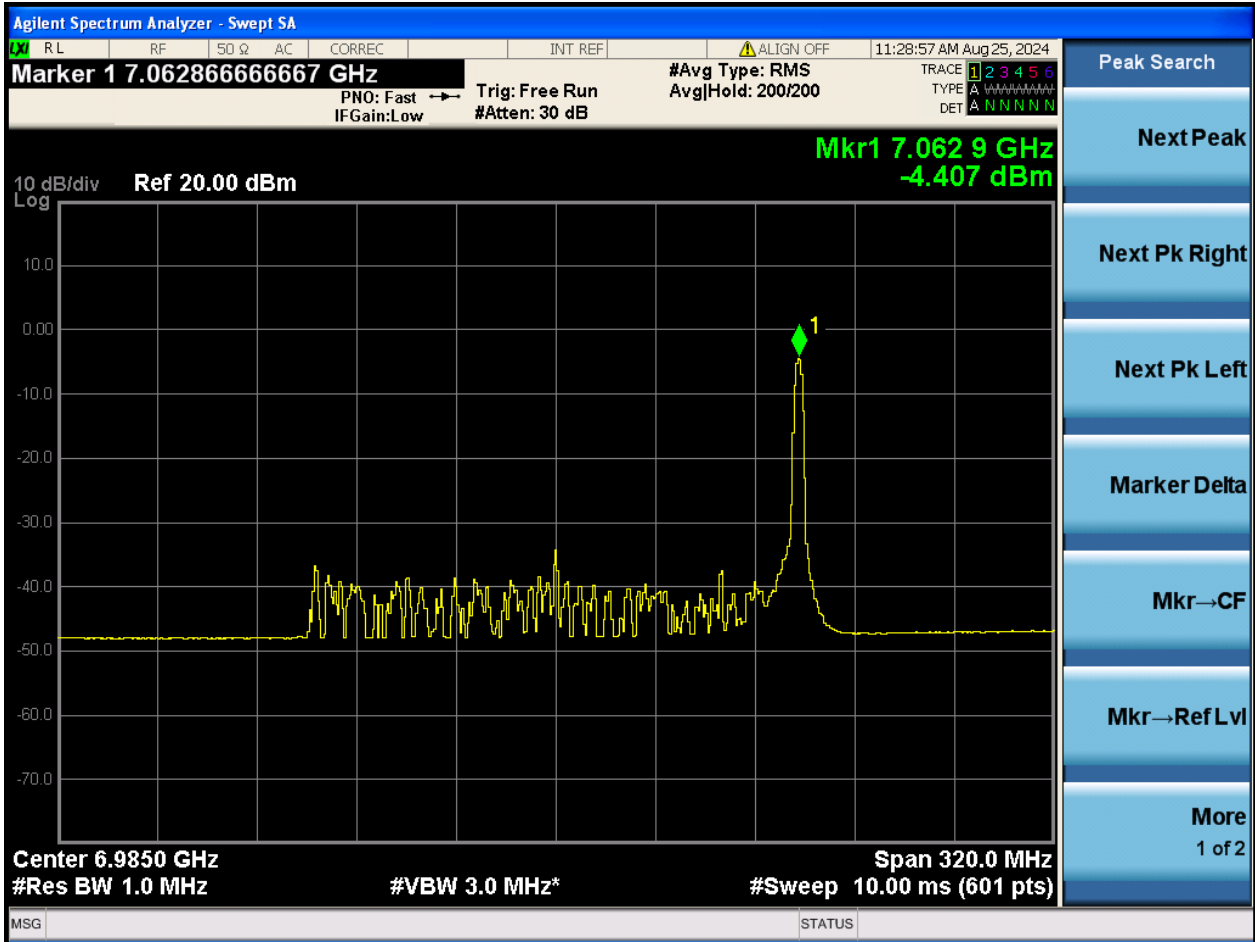 Agilent Spectrum Analyzer - Swept SA
LXI RL RF 50 Ω AC CORREC INT REF ALIGN OFF 11:28:57 AM Aug 25, 2024
Marker 1 7.062866666667 GHz
PNO: Fast
IFGain:Low
Trig: Free Run
#Atten: 30 dB
#Avg Type: RMS
Avg|Hold: 200/200
TRACE 1 2 3 4 5 6
TYPE A WWWWW
DET A N N N N N
Mkr1 7.062 9 GHz
-4.407 dBm
10 dB/div Ref 20.00 dBm
Log
10.0
0.00
-10.0
-20.0
-30.0
-40.0
-50.0
-60.0
-70.0
1
Center 6.9850 GHz Span 320.0 MHz
#Res BW 1.0 MHz #VBW 3.0 MHz* #Sweep 10.00 ms (601 pts)
MSG STATUS
Peak Search
Next Peak
Next Pk Right
Next Pk Left
Marker Delta
Mkr→CF
Mkr→Ref Lvl
More
1 of 2